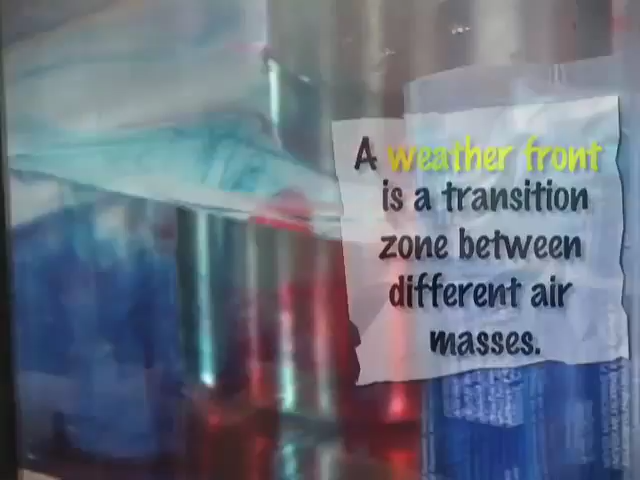 A weather front
is a transition
zone between
different air
masses.